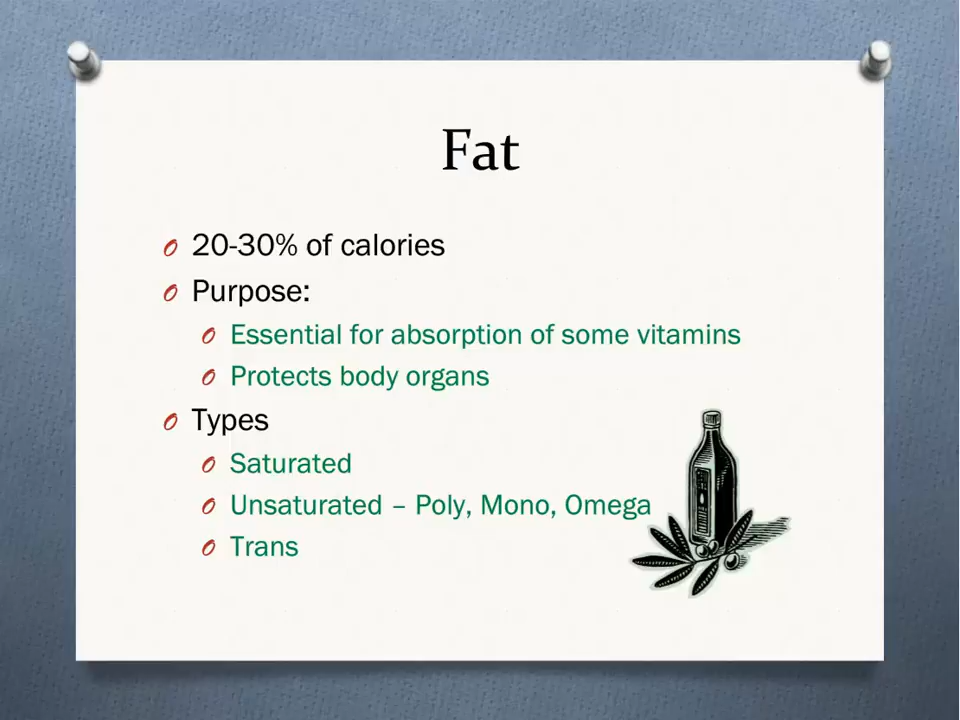 Fat
20-30% of calories
Purpose:
Essential for absorption of some vitamins
Protects body organs
Types
Saturated
Unsaturated – Poly, Mono, Omega
Trans